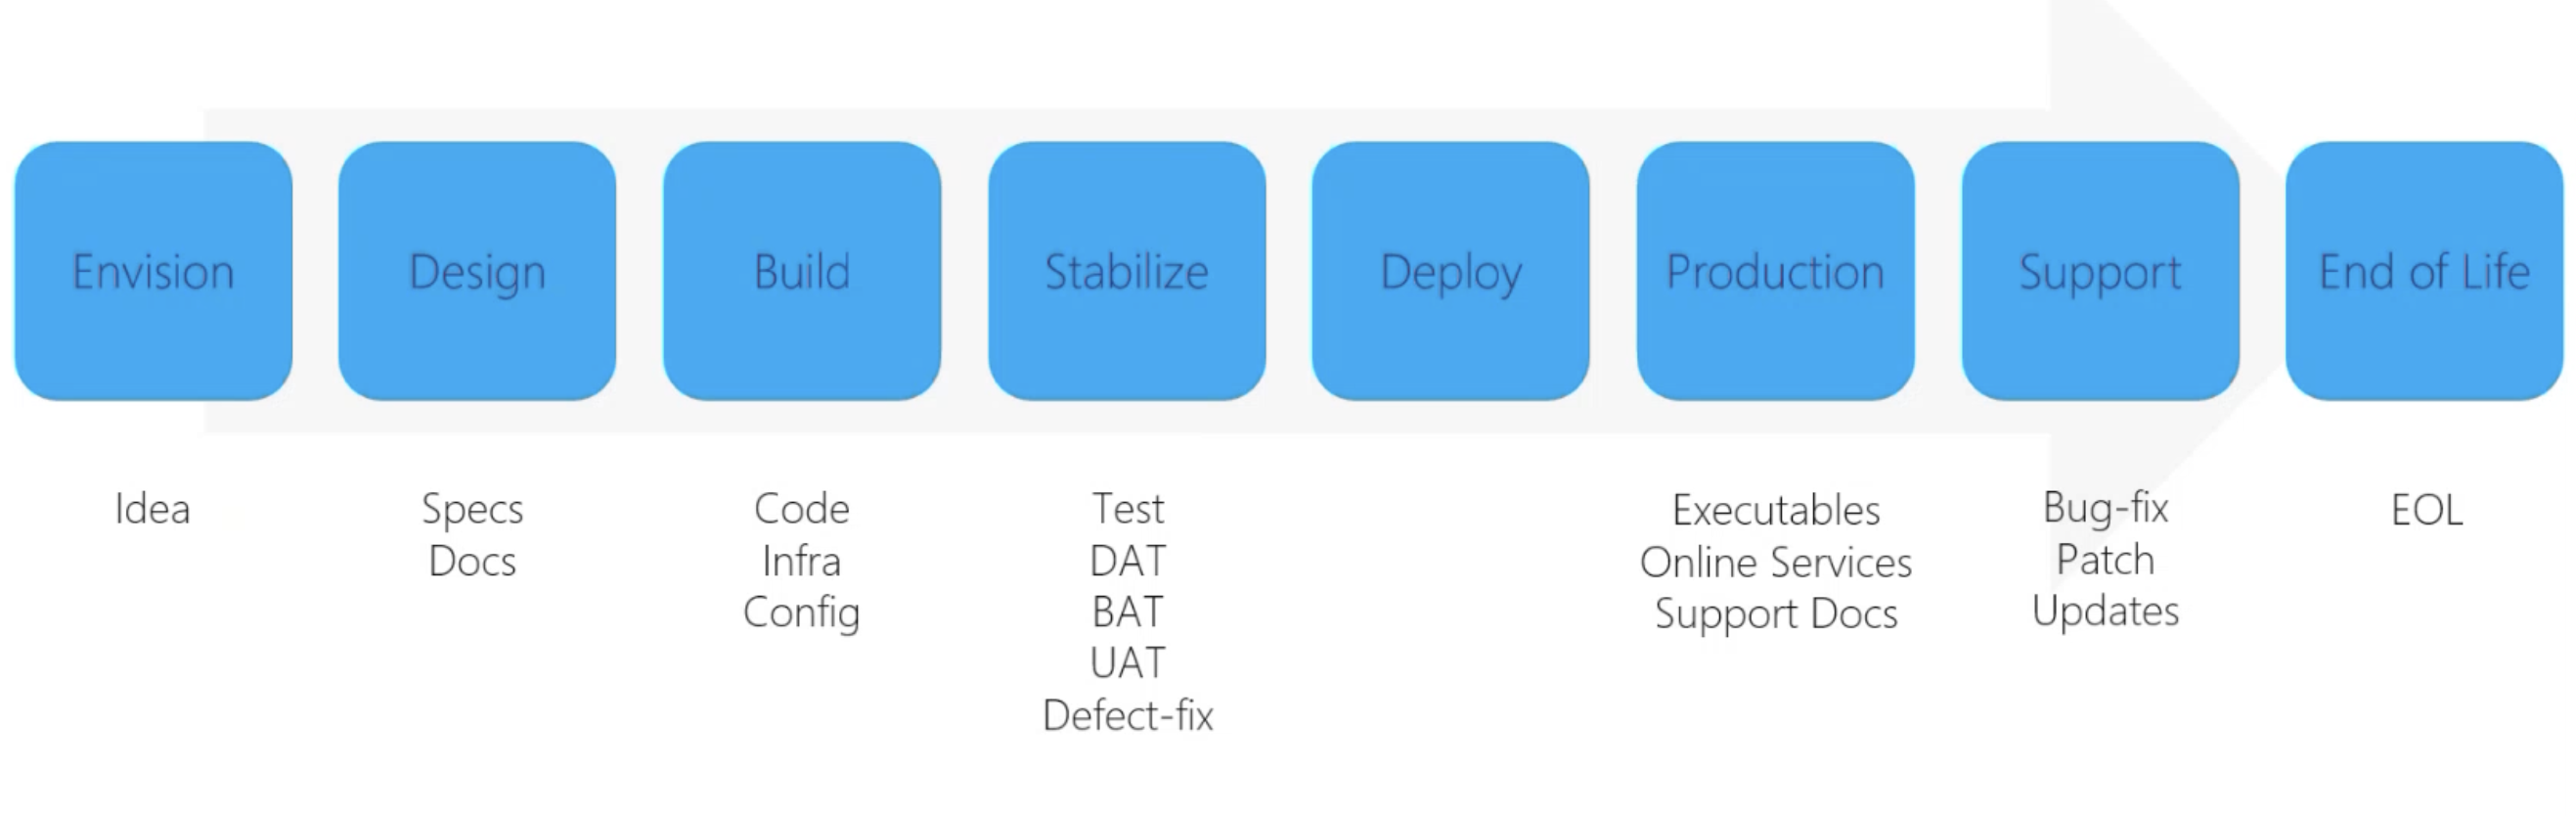 Envision
Design
Build
Stabilize
Deploy
Production
Support
End of Life
Idea
Specs
Docs
Code
Infra
Config
Test
DAT
BAT
UAT
Defect-fix
Executables
Online Services
Support Docs
Bug-fix
Patch
Updates
EOL